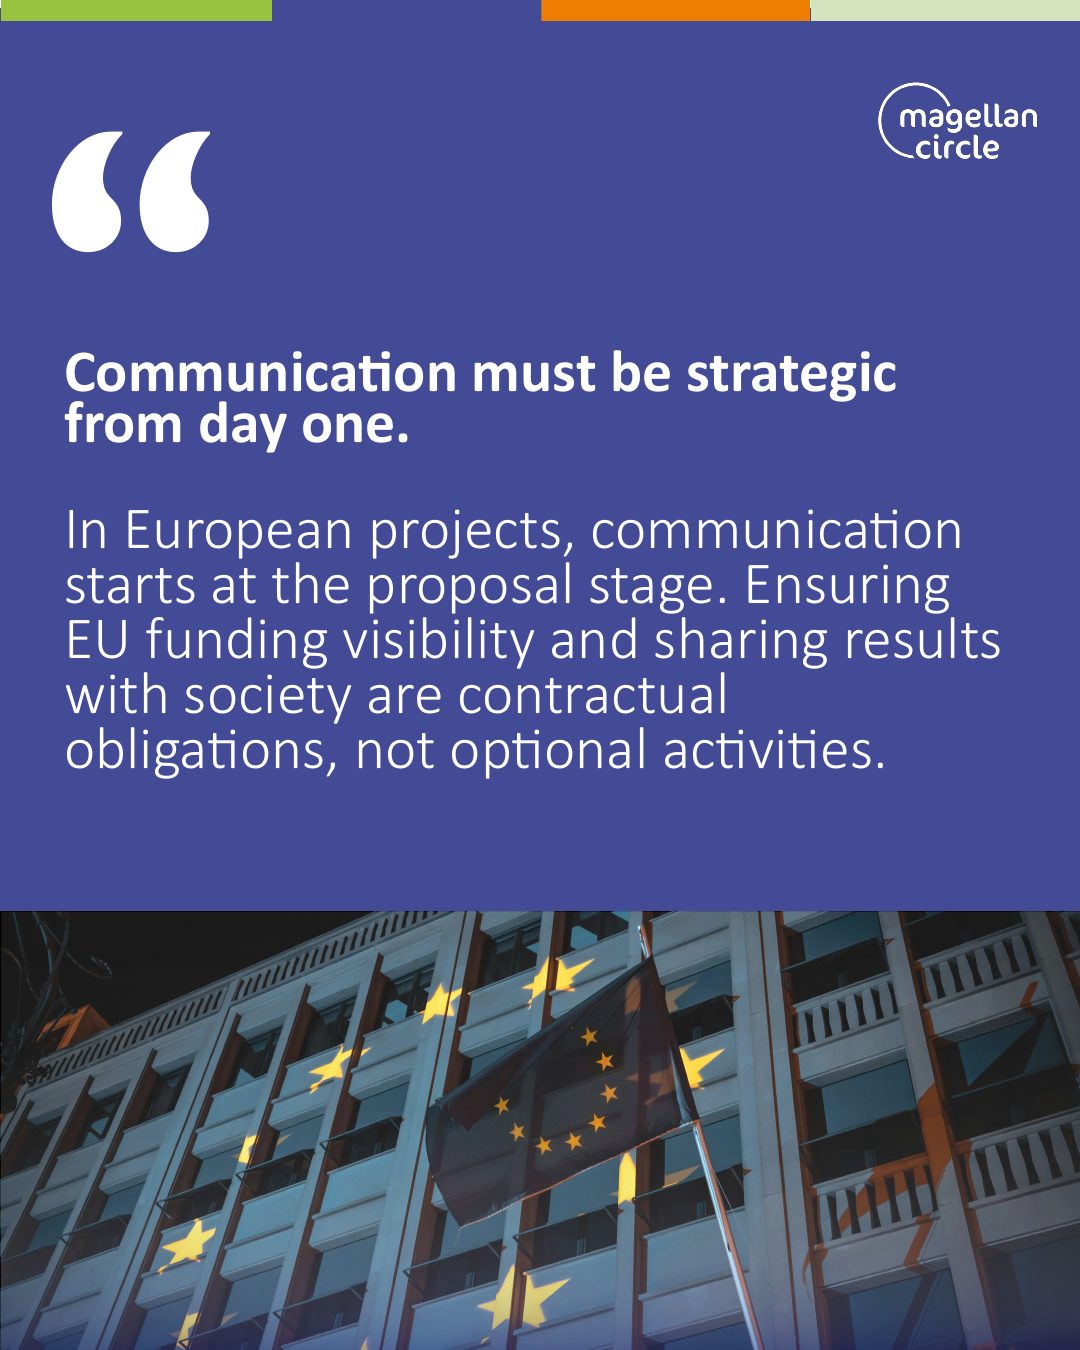 magellan
circle
“
Communication must be strategic
from day one.
In European projects, communication
starts at the proposal stage. Ensuring
EU funding visibility and sharing results
with society are contractual
obligations, not optional activities.